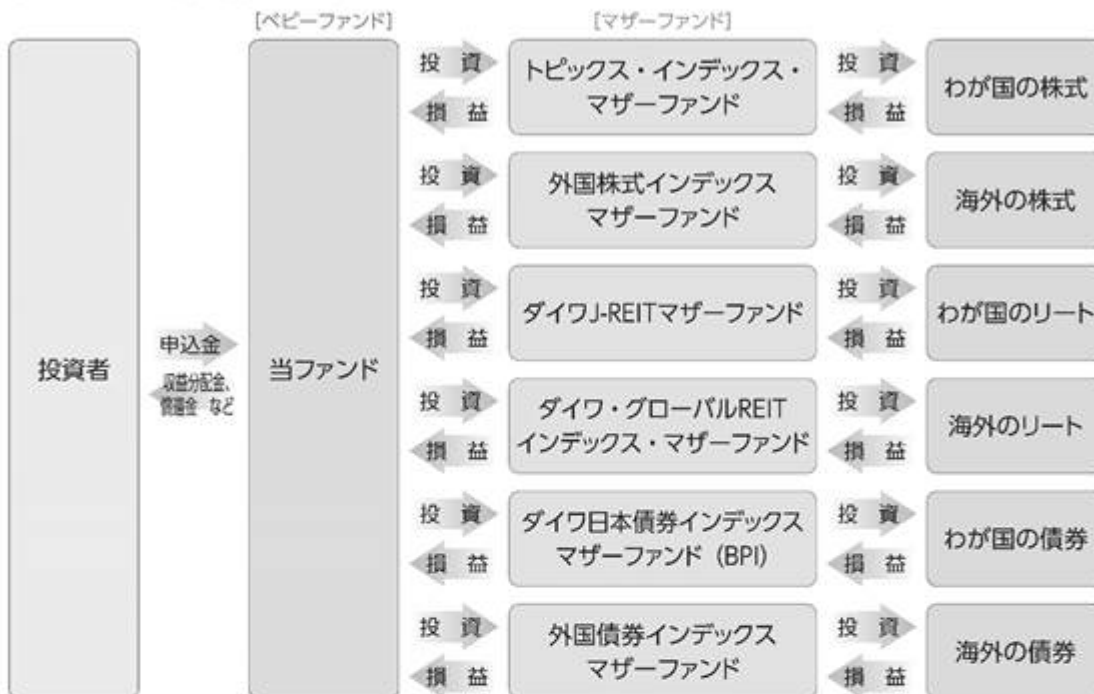 [ベビーファンド]
[マザーファンド]
投資者
申込金
収益分配金、
償還金 など
当ファンド
投 資
損 益
トピックス・インデックス・
マザーファンド
投 資
損 益
わが国の株式
投 資
損 益
外国株式インデックス
マザーファンド
投 資
損 益
海外の株式
投 資
損 益
ダイワJ-REITマザーファンド
投 資
損 益
わが国のリート
投 資
損 益
ダイワ・グローバルREIT
インデックス・マザーファンド
投 資
損 益
海外のリート
投 資
損 益
ダイワ日本債券インデックス
マザーファンド(BPI)
投 資
損 益
わが国の債券
投 資
損 益
外国債券インデックス
マザーファンド
投 資
損 益
海外の債券